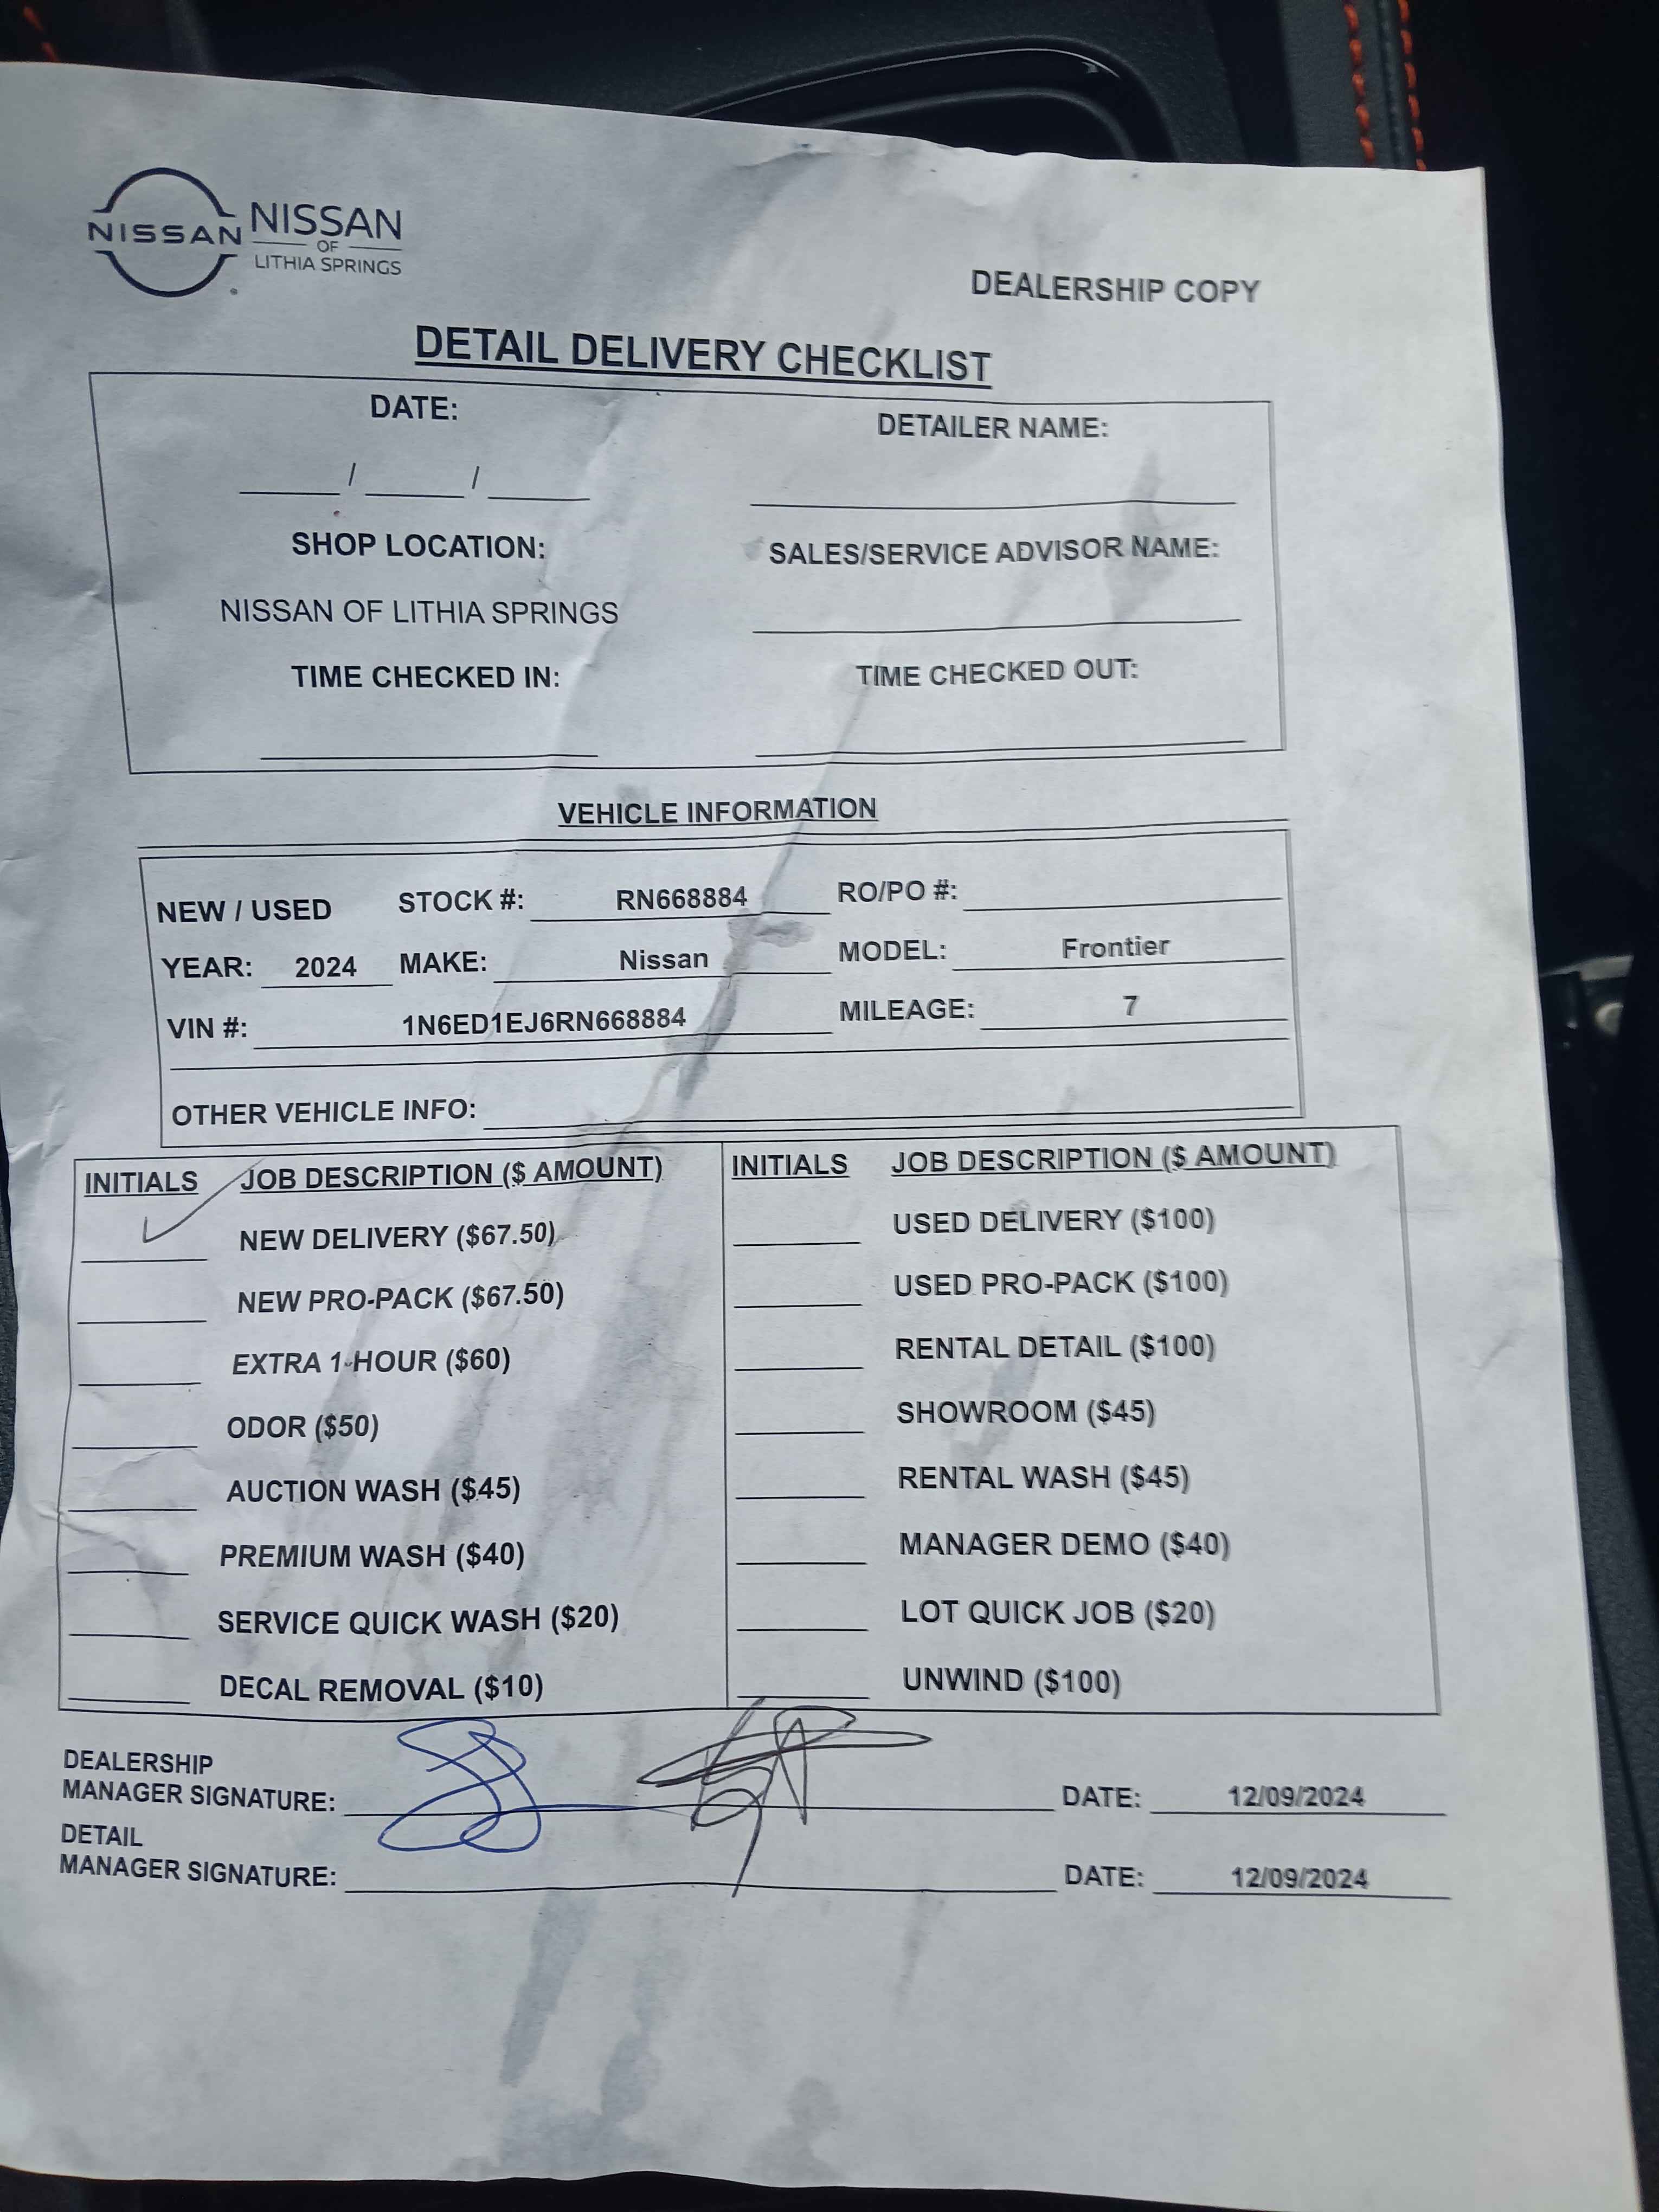 NISSAN
NISSAN
OF
LITHIA SPRINGS
DEALERSHIP COPY
DETAIL DELIVERY CHECKLIST
DATE:
DETAILER NAME:
____/____/____
SHOP LOCATION:
SALES/SERVICE ADVISOR NAME:
NISSAN OF LITHIA SPRINGS
TIME CHECKED IN:
TIME CHECKED OUT:
VEHICLE INFORMATION
NEW / USED STOCK #: RN668884 RO/PO #:
YEAR: 2024 MAKE: Nissan MODEL: Frontier
VIN #: 1N6ED1EJ6RN668884 MILEAGE: 7
OTHER VEHICLE INFO:
INITIALS JOB DESCRIPTION ($ AMOUNT) INITIALS JOB DESCRIPTION ($ AMOUNT)
NEW DELIVERY ($67.50) USED DELIVERY ($100)
NEW PRO-PACK ($67.50) USED PRO-PACK ($100)
EXTRA 1-HOUR ($60) RENTAL DETAIL ($100)
ODOR ($50) SHOWROOM ($45)
AUCTION WASH ($45) RENTAL WASH ($45)
PREMIUM WASH ($40) MANAGER DEMO ($40)
SERVICE QUICK WASH ($20) LOT QUICK JOB ($20)
DECAL REMOVAL ($10) UNWIND ($100)
DEALERSHIP
MANAGER SIGNATURE: DATE: 12/09/2024
DETAIL
MANAGER SIGNATURE: DATE: 12/09/2024